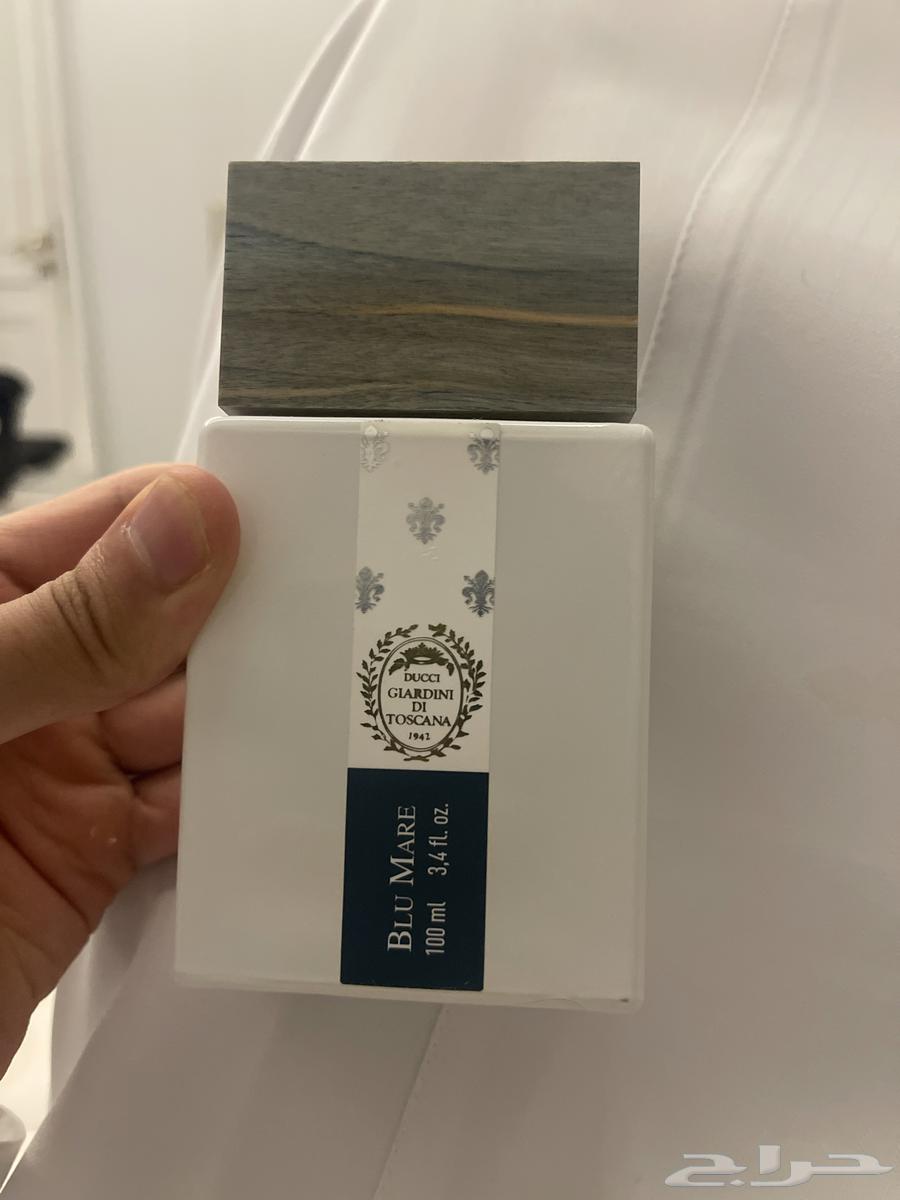 DUCCI
GIARDINI
DI
TOSCANA
1942
BLU MARE
100 ml 3,4 fl. oz.
حراج